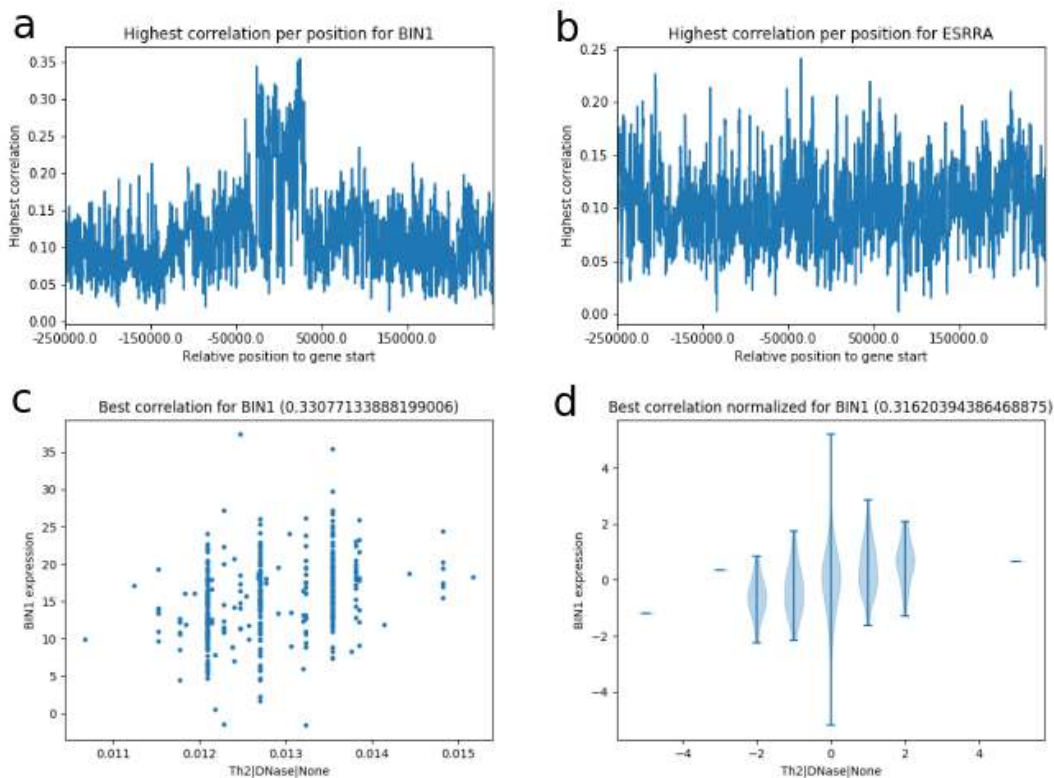 a
Highest correlation per position for BIN1
Highest correlation
0.35
0.30
0.25
0.20
0.15
0.10
0.05
0.00
-250000.0 -150000.0 -50000.0 50000.0 150000.0
Relative position to gene start
b
Highest correlation per position for ESRRA
Highest correlation
0.25
0.20
0.15
0.10
0.05
0.00
-250000.0 -150000.0 -50000.0 50000.0 150000.0
Relative position to gene start
c
Best correlation for BIN1 (0.33077133888199006)
BIN1 expression
35
30
25
20
15
10
5
0
0.011 0.012 0.013 0.014 0.015
Th2|DNase|None
d
Best correlation normalized for BIN1 (0.31620394386468875)
BIN1 expression
4
2
0
−2
−4
−4 −2 0 2 4
Th2|DNase|None